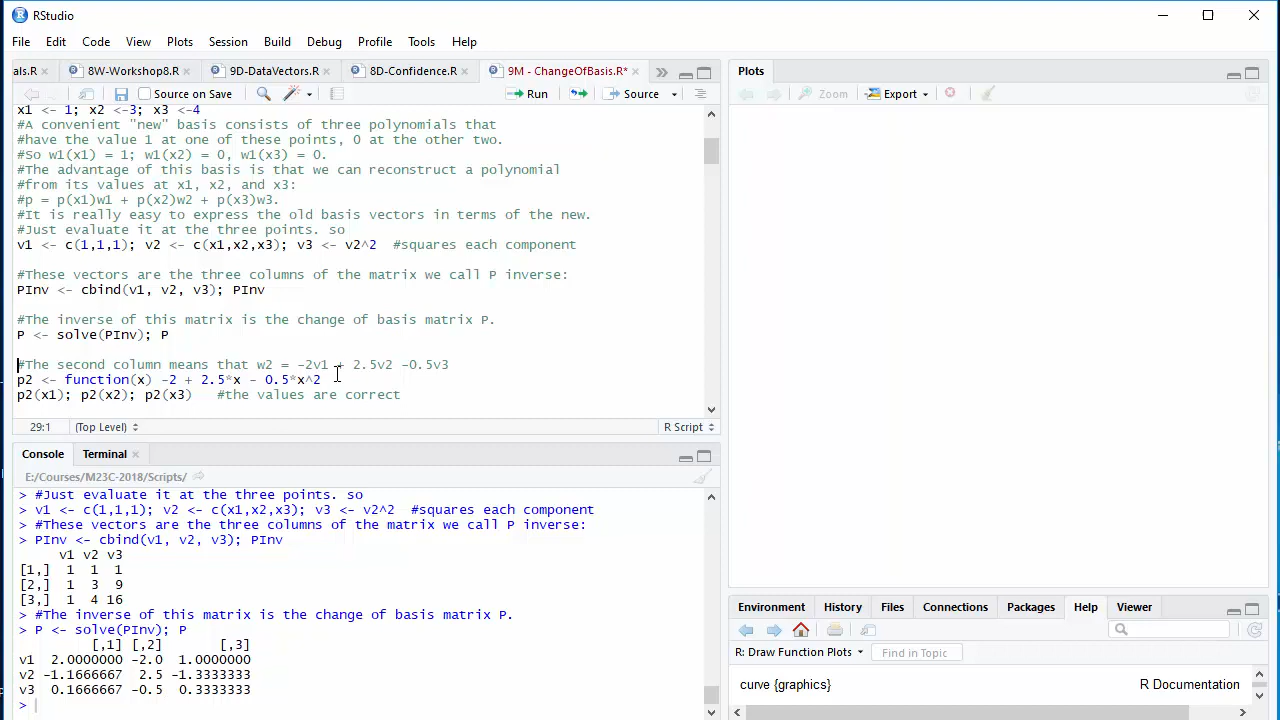 RStudio
File Edit Code View Plots Session Build Debug Profile Tools Help
als.R 8W-Workshop8.R 9D-DataVectors.R 8D-Confidence.R 9M - ChangeOfBasis.R*
Source on Save Run Source
x1 <- 1; x2 <-3; x3 <-4
#A convenient "new" basis consists of three polynomials that
#have the value 1 at one of these points, 0 at the other two.
#So w1(x1) = 1; w1(x2) = 0, w1(x3) = 0.
#The advantage of this basis is that we can reconstruct a polynomial
#from its values at x1, x2, and x3:
#p = p(x1)w1 + p(x2)w2 + p(x3)w3.
#It is really easy to express the old basis vectors in terms of the new.
#Just evaluate it at the three points. so
v1 <- c(1,1,1); v2 <- c(x1,x2,x3); v3 <- v2^2  #squares each component
#These vectors are the three columns of the matrix we call P inverse:
PInv <- cbind(v1, v2, v3); PInv
#The inverse of this matrix is the change of basis matrix P.
P <- solve(PInv); P
#The second column means that w2 = -2v1 + 2.5v2 -0.5v3
p2 <- function(x) -2 + 2.5*x - 0.5*x^2
p2(x1); p2(x2); p2(x3)   #the values are correct
29:1 (Top Level) R Script
Console Terminal
E:/Courses/M23C-2018/Scripts/
> #Just evaluate it at the three points. so
> v1 <- c(1,1,1); v2 <- c(x1,x2,x3); v3 <- v2^2  #squares each component
> #These vectors are the three columns of the matrix we call P inverse:
> PInv <- cbind(v1, v2, v3); PInv
v1 v2 v3
[1,] 1 1 1
[2,] 1 3 9
[3,] 1 4 16
> #The inverse of this matrix is the change of basis matrix P.
> P <- solve(PInv); P
[,1] [,2] [,3]
v1 2.0000000 -2.0 1.0000000
v2 -1.1666667 2.5 -1.3333333
v3 0.1666667 -0.5 0.3333333
>
Plots
Zoom Export
Environment History Files Connections Packages Help Viewer
R: Draw Function Plots Find in Topic
curve {graphics} R Documentation